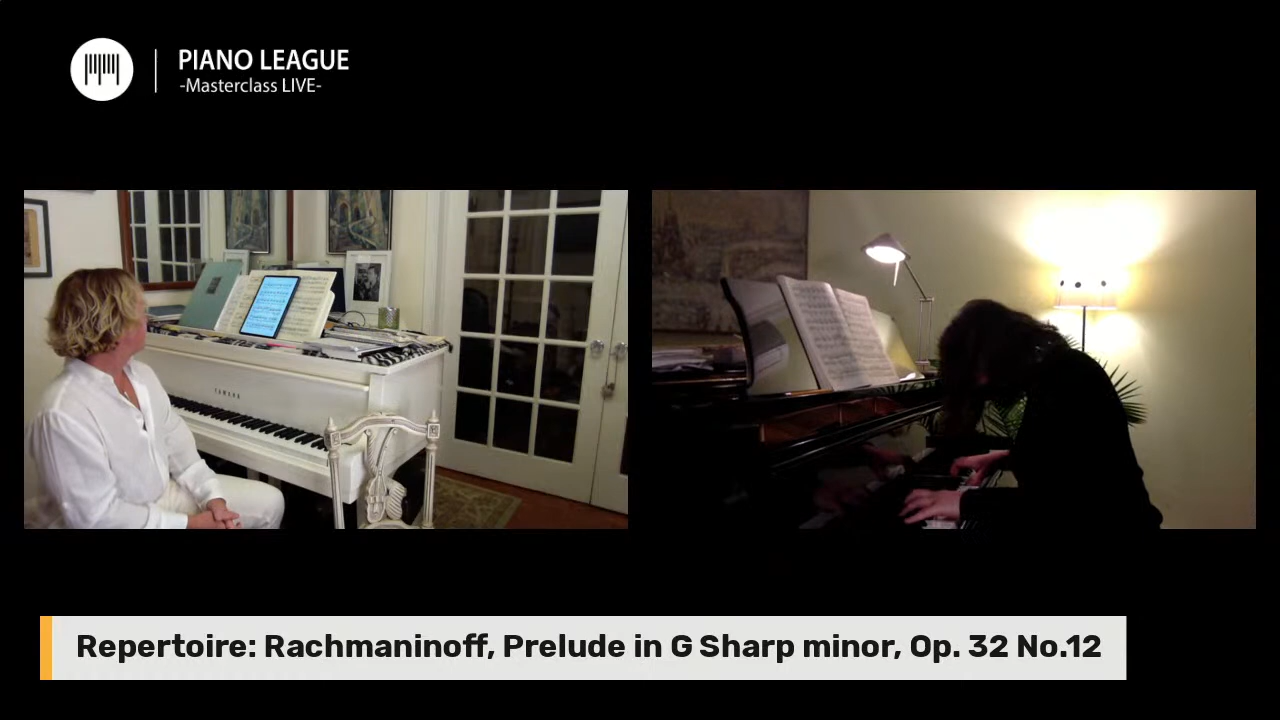 PIANO LEAGUE
-Masterclass LIVE-
YAMAHA
Repertoire: Rachmaninoff, Prelude in G Sharp minor, Op. 32 No.12